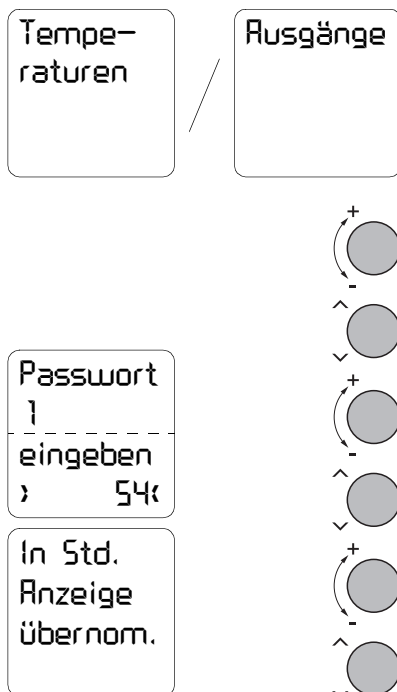 Tempe-
raturen
/
Ausgänge
+
-
+
-
Passwort
1
eingeben
› 54‹
In Std.
Anzeige
übernom.
+
-